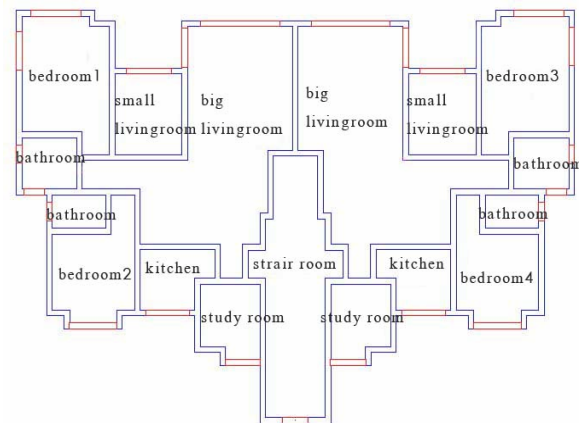 bedroom1
small
livingroom
big
livingroom
big
livingroom
small
livingroom
bedroom3
bathroom
bathroom
bathroom
bathroom
bedroom2
kitchen
strair room
kitchen
bedroom4
study room
study room